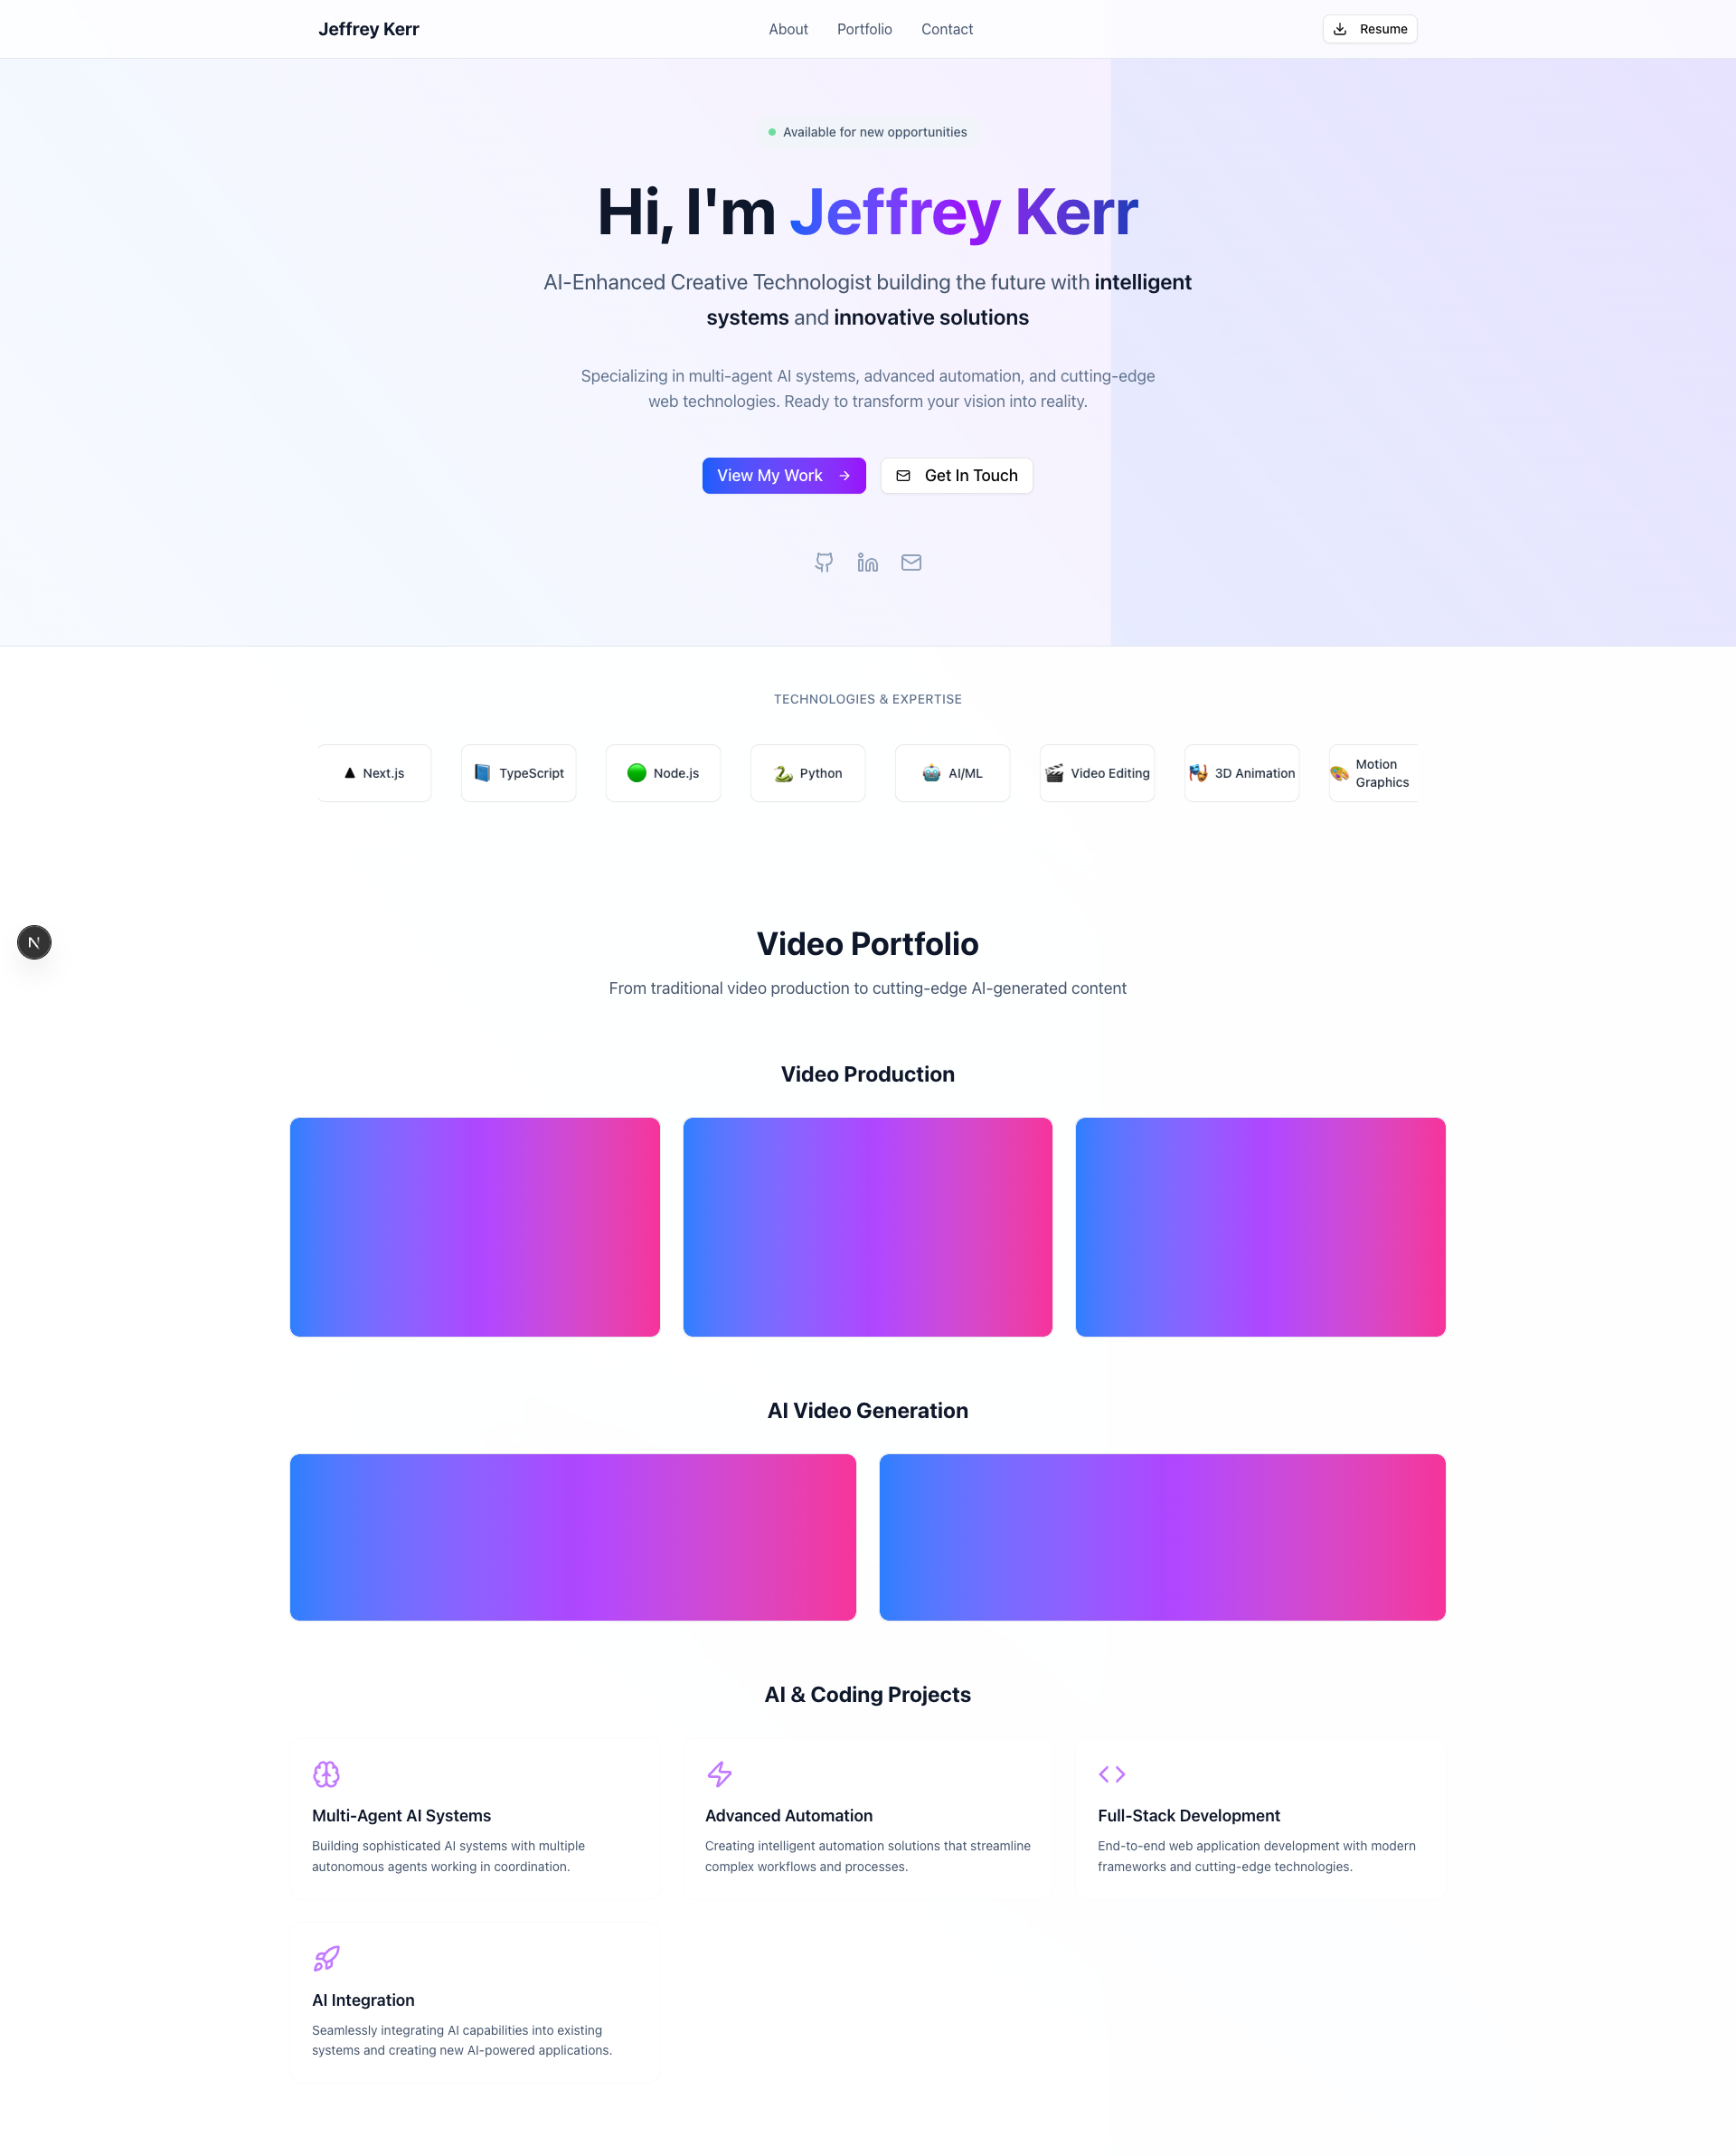 Jeffrey Kerr
About
Portfolio
Contact
Resume
Available for new opportunities
Hi, I'm Jeffrey Kerr
AI-Enhanced Creative Technologist building the future with intelligent
systems and innovative solutions
Specializing in multi-agent AI systems, advanced automation, and cutting-edge
web technologies. Ready to transform your vision into reality.
View My Work
Get In Touch
TECHNOLOGIES & EXPERTISE
Next.js
TypeScript
Node.js
Python
AI/ML
Video Editing
3D Animation
Motion
Graphics
N
Video Portfolio
From traditional video production to cutting-edge AI-generated content
Video Production
AI Video Generation
AI & Coding Projects
Multi-Agent AI Systems
Building sophisticated AI systems with multiple
autonomous agents working in coordination.
Advanced Automation
Creating intelligent automation solutions that streamline
complex workflows and processes.
Full-Stack Development
End-to-end web application development with modern
frameworks and cutting-edge technologies.
AI Integration
Seamlessly integrating AI capabilities into existing
systems and creating new AI-powered applications.